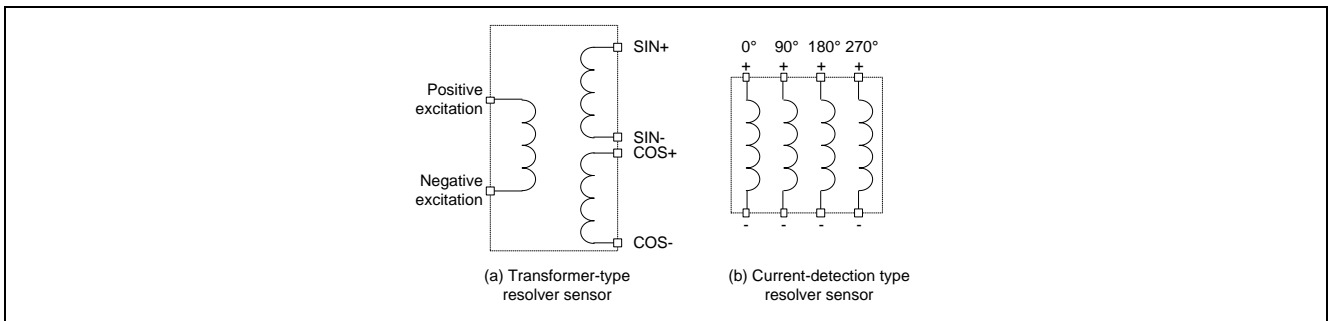 SIN+
Positive
excitation
SIN-
COS+
Negative
excitation
COS-
(a) Transformer-type
resolver sensor
0° 90° 180° 270°
+ + + +
- - - -
(b) Current-detection type
resolver sensor